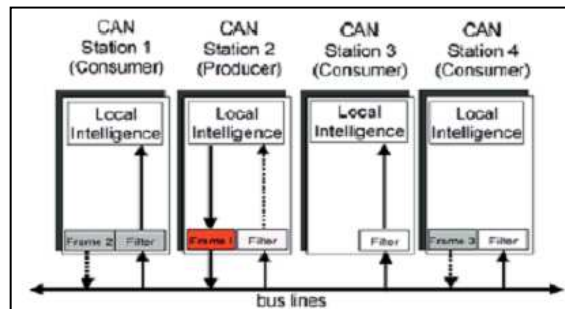 CAN
Station 1
(Consumer)
CAN
Station 2
(Producer)
CAN
Station 3
(Consumer)
CAN
Station 4
(Consumer)
Local
Intelligence
Local
Intelligence
Local
Intelligence
Local
Intelligence
Frame 2 Filter
Frame 1 Filter
Filter
Frame 3 Filter
bus lines